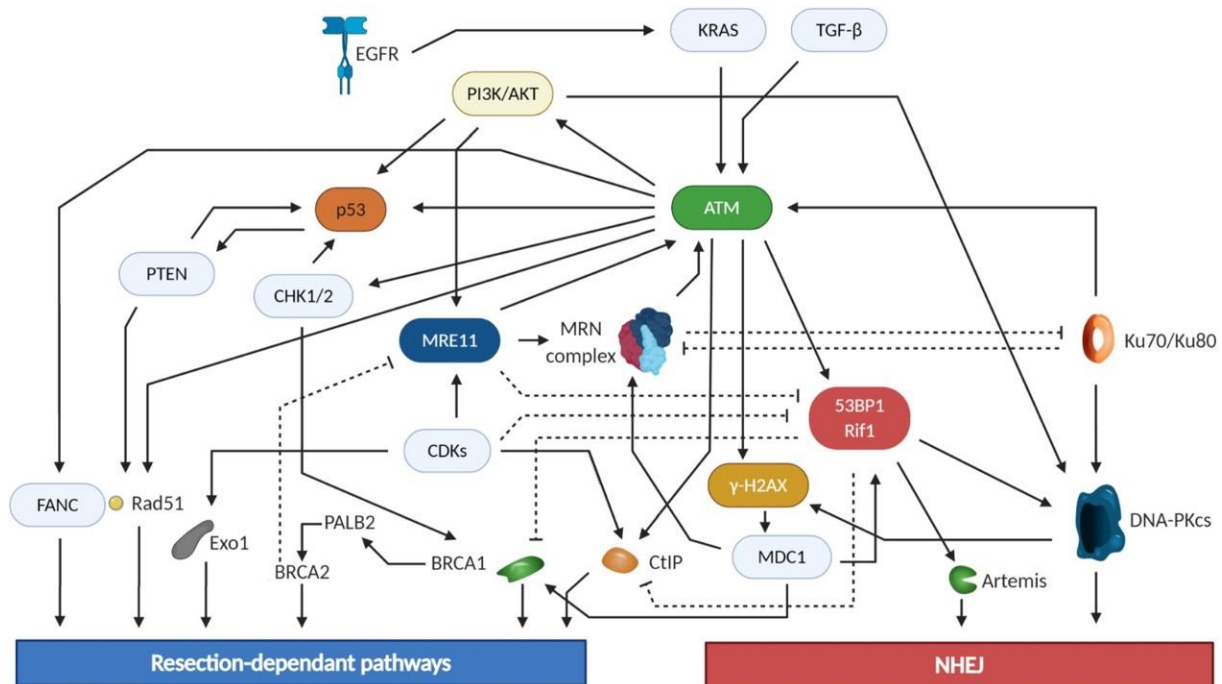 KRAS
TGF-β
EGFR
PI3K/AKT
p53
ATM
PTEN
CHK1/2
MRE11
MRN
complex
Ku70/Ku80
53BP1
Rif1
CDKs
γ-H2AX
FANC
Rad51
Exo1
PALB2
BRCA2
BRCA1
CtIP
MDC1
DNA-PKcs
Artemis
Resection-dependant pathways
NHEJ